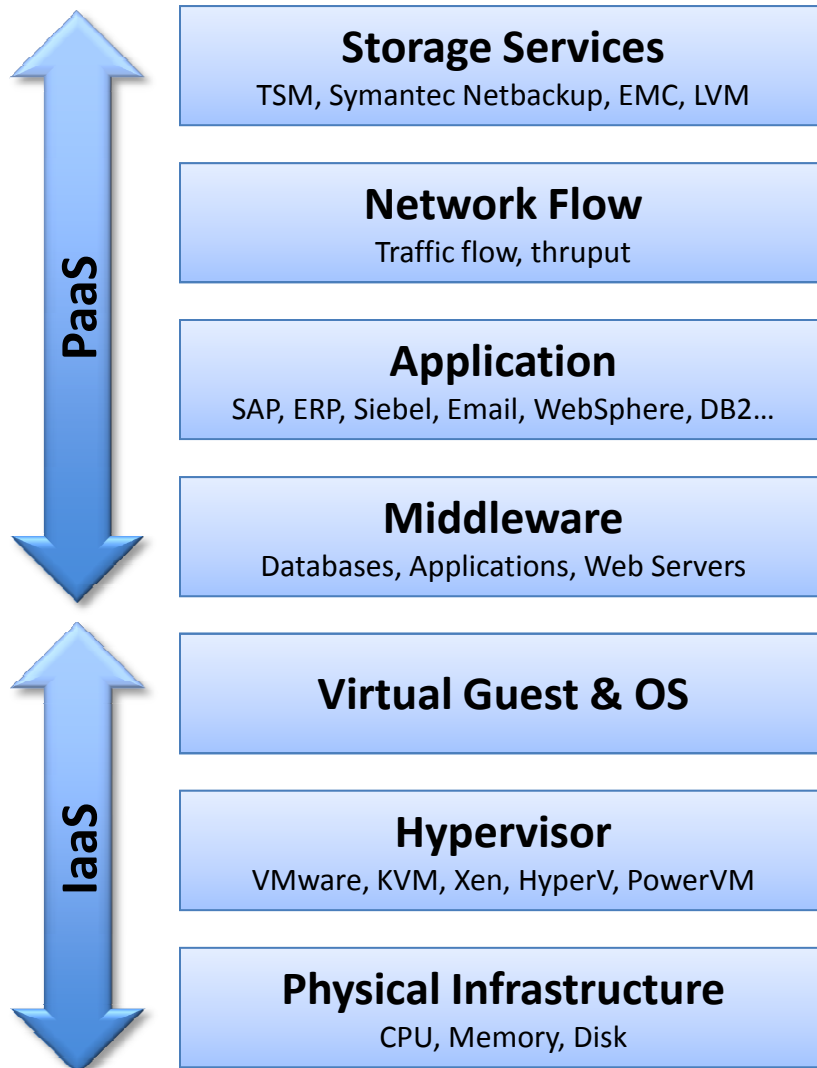 PaaS
Storage Services
TSM, Symantec Netbackup, EMC, LVM
Network Flow
Traffic flow, thruput
Application
SAP, ERP, Siebel, Email, WebSphere, DB2...
Middleware
Databases, Applications, Web Servers
IaaS
Virtual Guest & OS
Hypervisor
VMware, KVM, Xen, HyperV, PowerVM
Physical Infrastructure
CPU, Memory, Disk